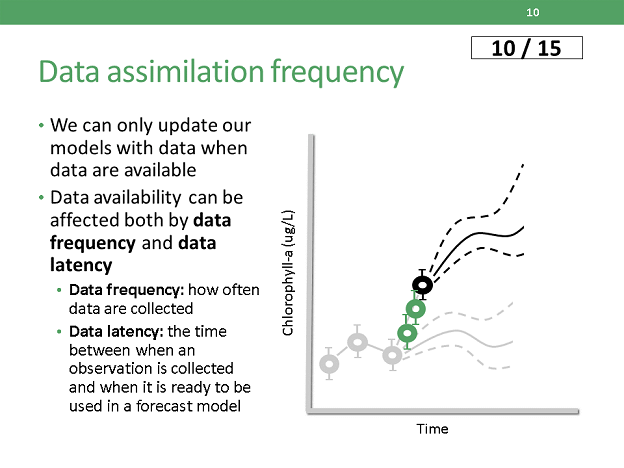 10
10 / 15
Data assimilation frequency
• We can only update our
models with data when
data are available
• Data availability can be
affected both by data
frequency and data
latency
• Data frequency: how often
data are collected
• Data latency: the time
between when an
observation is collected
and when it is ready to be
used in a forecast model
Chlorophyll-a (ug/L)
Time